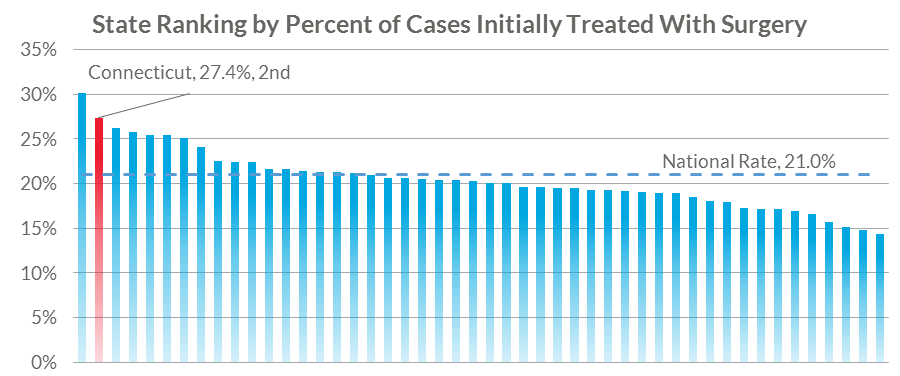 State Ranking by Percent of Cases Initially Treated With Surgery
35%
Connecticut, 27.4%, 2nd
30%
25%
National Rate, 21.0%
20%
15%
10%
5%
0%